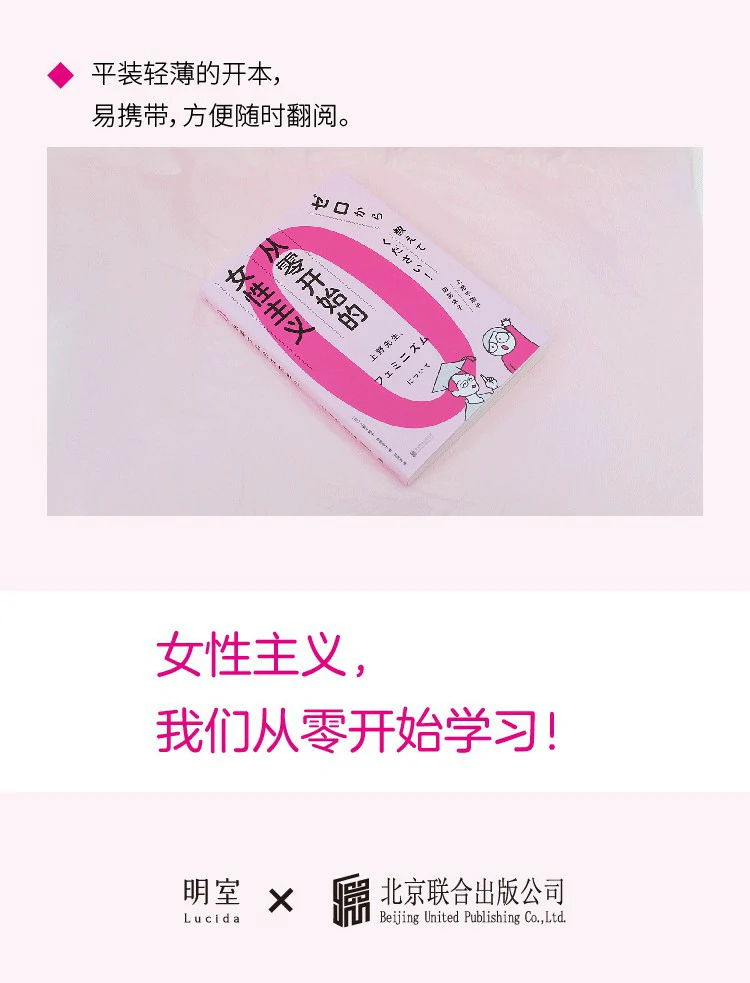 平装轻薄的开本，
易携带，方便随时翻阅。
ゼロから
教えて
ください！
从零开始的
女性主义
上野先生、
フェミニズム
について
女性主义，
我们从零开始学习！
明室
Lucida
×
北京联合出版公司
Beijing United Publishing Co.,Ltd.